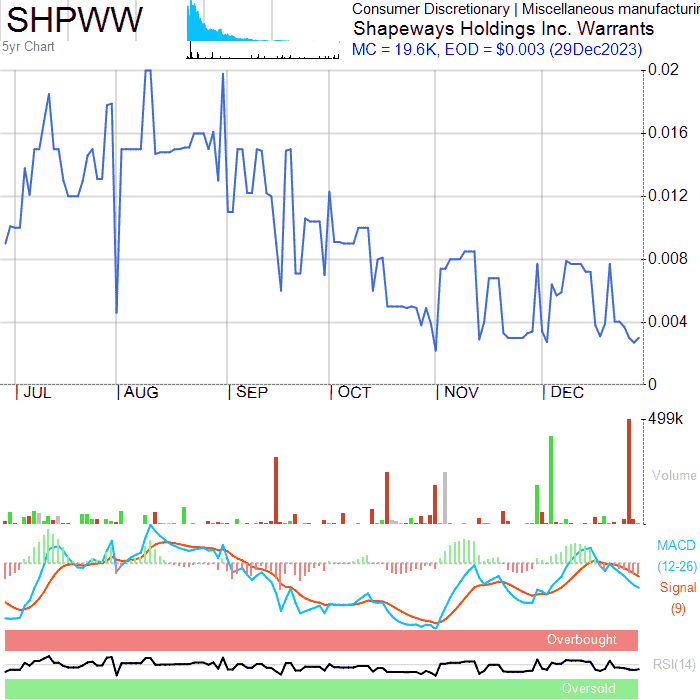 SHPWW
5yr Chart
Consumer Discretionary | Miscellaneous manufacturin
Shapeways Holdings Inc. Warrants
MC = 19.6K, EOD = $0.003 (29Dec2023)
0.02
0.016
0.012
0.008
0.004
0
JUL AUG SEP OCT NOV DEC
499k
Volume
MACD
(12-26)
Signal
(9)
Overbought
RSI(14)
Oversold